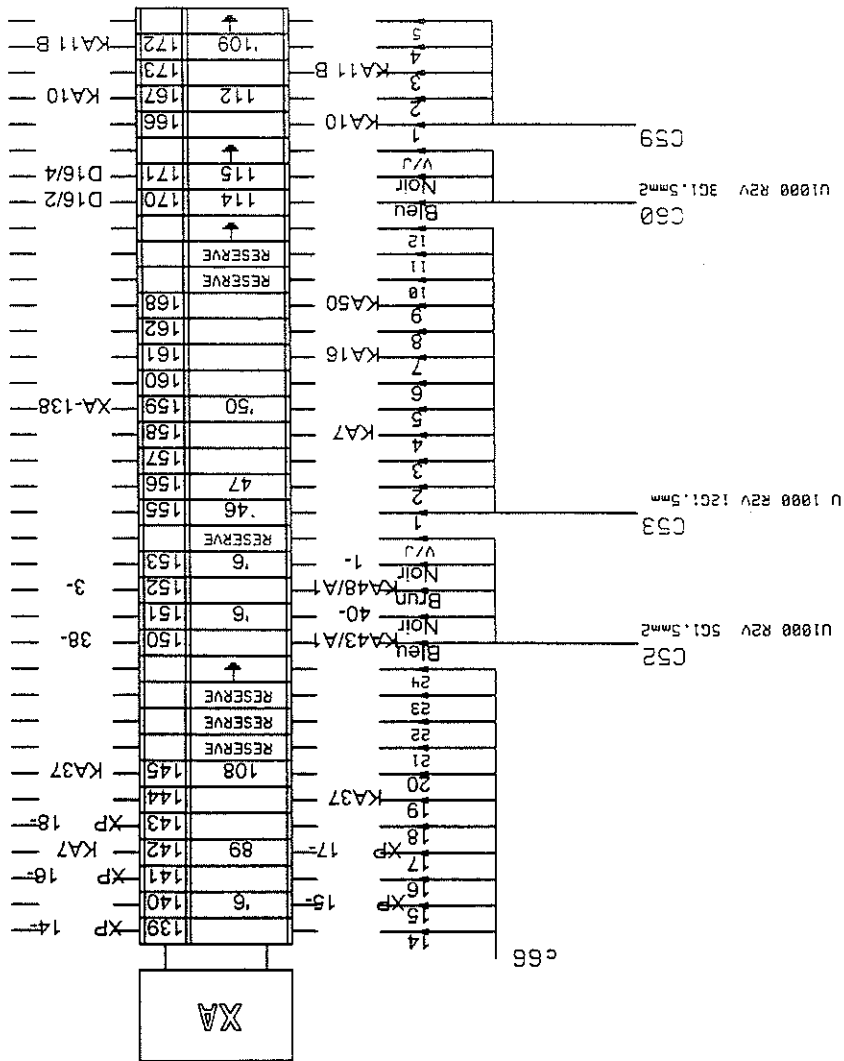 XA
c66
14 139 XP 14-
15 XP 15- '6 140
16 141 XP 16-
17 XP 17- 89 142 KA7
18 143 XP 18-
19 KA37 144
20 108 145 KA37
21 RESERVE
22 RESERVE
23 RESERVE
24
C52 Bleu KA43/A1 150 38-
U1000 R2V 5G1.5mm2 Noir 40- '6 151
Brun KA48/A1 152 3-
Noir 1- '6 153
V/J RESERVE
C53 1 '46 155
U 1000 R2V 12G1.5mm 2 47 156
3 157
4 KA7 158
5 '50 159 XA-138
6 160
7 KA16 161
8 162
9 KA50 168
10 RESERVE
11 RESERVE
12
C60 Bleu 114 170 D16/2
U1000 R2V 3G1.5mm2 Noir 115 171 D16/4
V/J
C59 1 KA10 166
2 112 167 KA10
3 KA11 B 173
4 '109 172 KA11 B
5